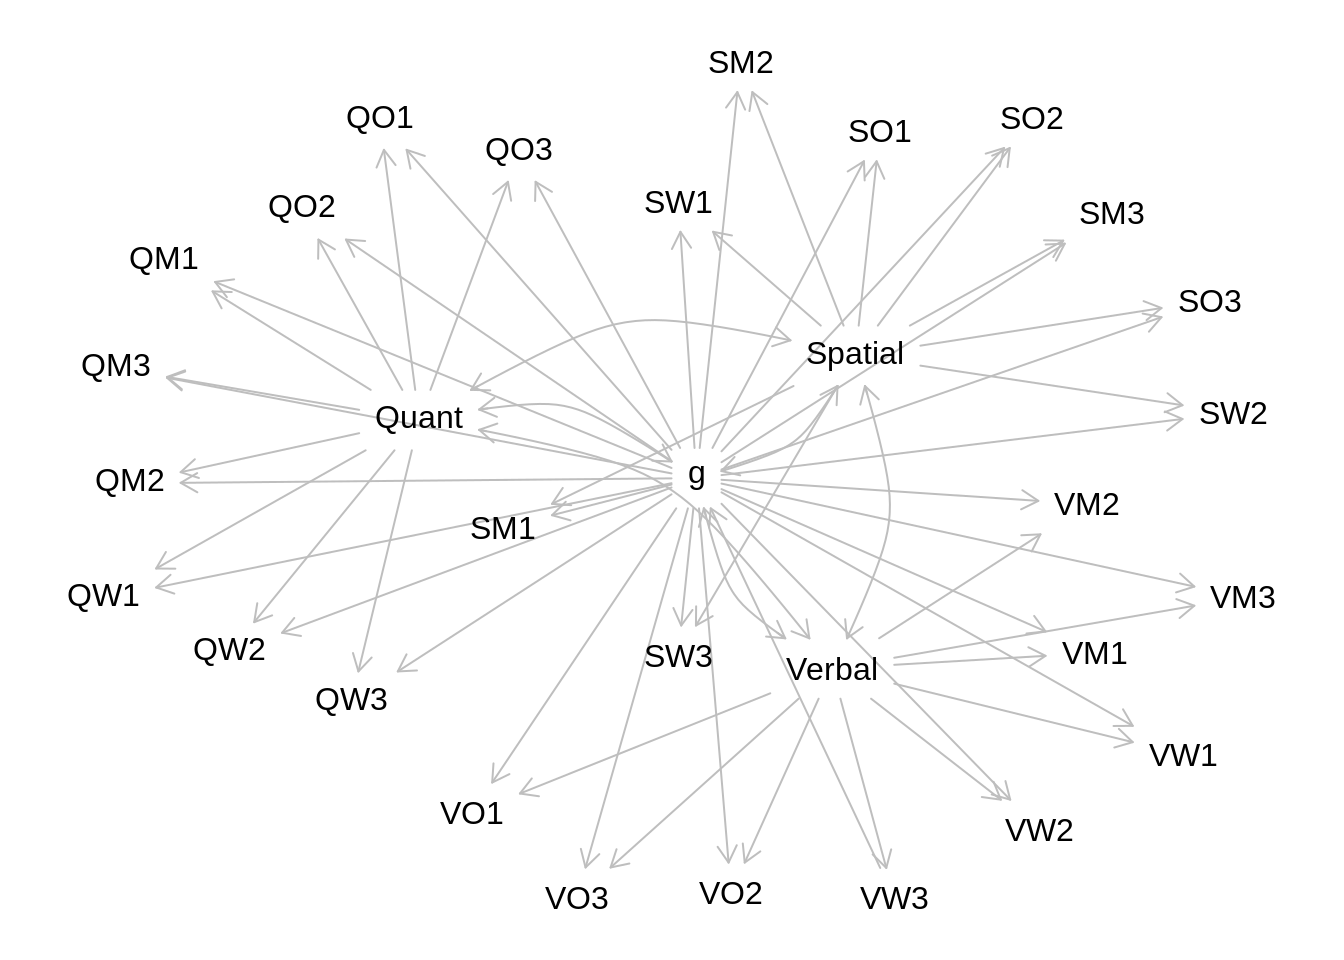 SM2
QO1
SO2
SO1
QO3
SW1
QO2
SM3
QM1
SO3
Spatial
QM3
SW2
Quant
g
QM2
VM2
SM1
QW1
VM3
QW2
VM1
SW3
Verbal
QW3
VW1
VO1
VW2
VO2
VO3
VW3